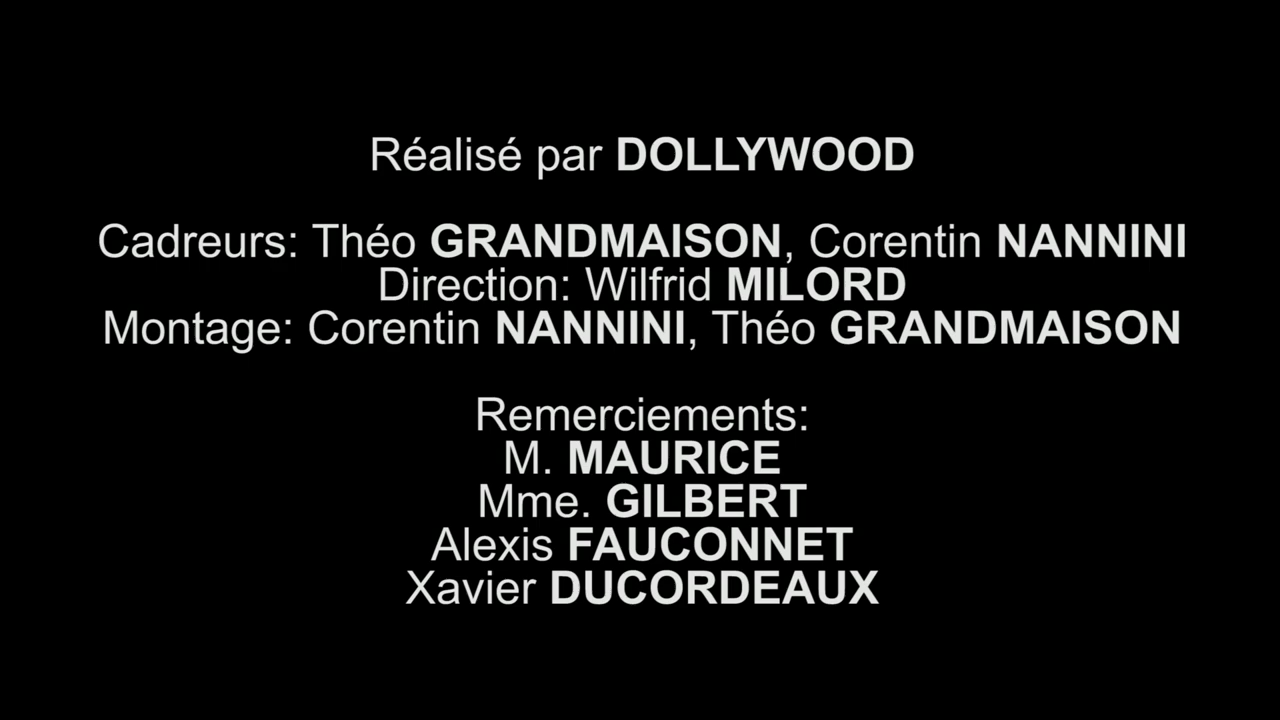 Réalisé par DOLLYWOOD
Cadreurs: Théo GRANDMAISON, Corentin NANNINI
Direction: Wilfrid MILORD
Montage: Corentin NANNINI, Théo GRANDMAISON
Remerciements:
M. MAURICE
Mme. GILBERT
Alexis FAUCONNET
Xavier DUCORDEAUX